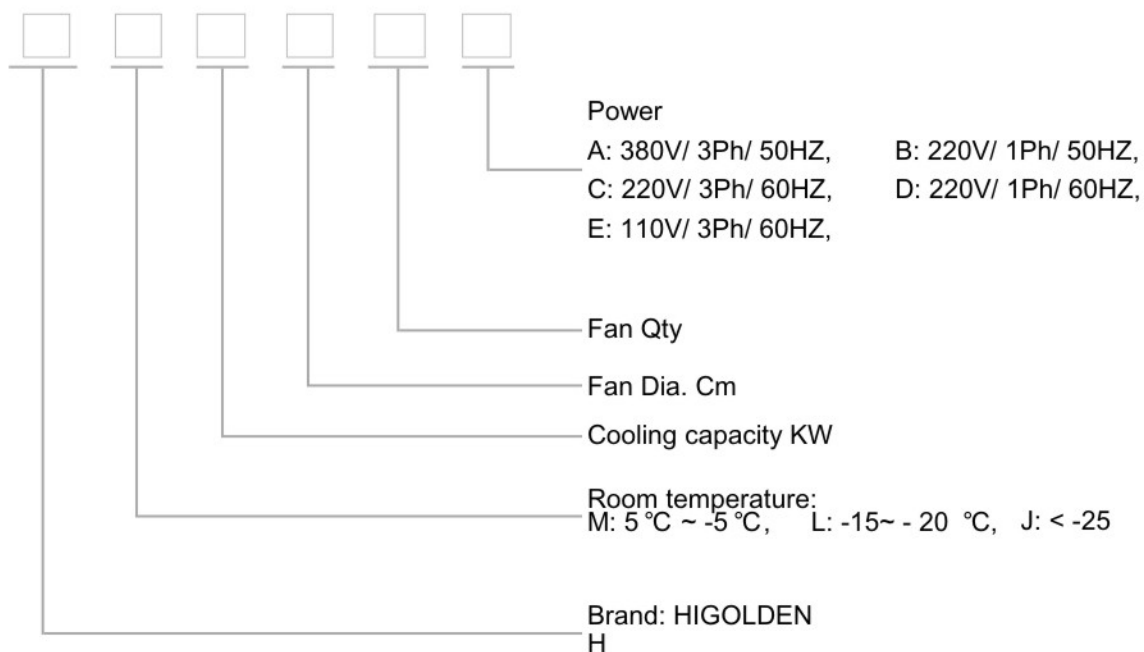 Power
A: 380V/ 3Ph/ 50HZ, B: 220V/ 1Ph/ 50HZ,
C: 220V/ 3Ph/ 60HZ, D: 220V/ 1Ph/ 60HZ,
E: 110V/ 3Ph/ 60HZ,
Fan Qty
Fan Dia. Cm
Cooling capacity KW
Room temperature:
M: 5 ℃ ~ -5 ℃, L: -15~ - 20 ℃, J: < -25
Brand: HIGOLDEN
H